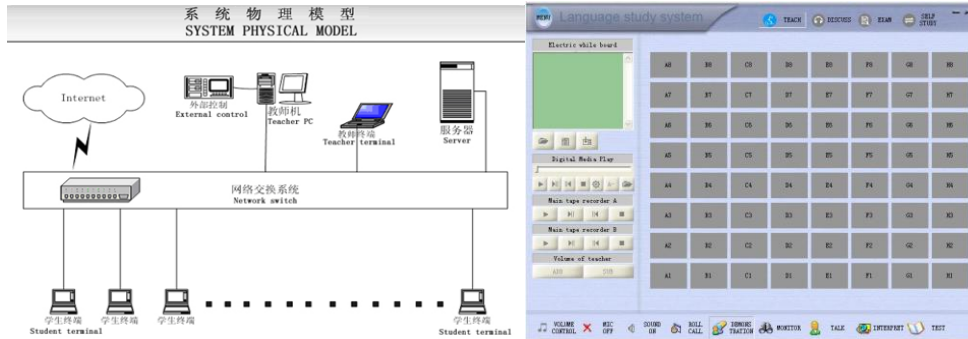 系 统 物 理 模 型
SYSTEM PHYSICAL MODEL
Internet
外部控制
External control
教师机
Teacher PC
教师终端
Teacher terminal
服务器
Server
网络交换系统
Network switch
学生终端
学生终端
学生终端
学生终端
Student terminal
Student terminal
MENU
Language study system
TEACH
DISCUSS
EXAM
SELF STUDY
Electric while board
Digital Media Play
Main tape recorder A
Main tape recorder B
Volume of teacher
ADD
SUB
A8 B8 C8 D8 E8 F8 G8 H8
A7 B7 C7 D7 E7 F7 G7 H7
A6 B6 C6 D6 E6 F6 G6 H6
A5 B5 C5 D5 E5 F5 G5 H5
A4 B4 C4 D4 E4 F4 G4 H4
A3 B3 C3 D3 E3 F3 G3 H3
A2 B2 C2 D2 E2 F2 G2 H2
A1 B1 C1 D1 E1 F1 G1 H1
VOLUME CONTROL
MIC OFF
SOUND ON
ROLL CALL
DEMONS TRATION
MONITOR
TALK
INTERPRET
TEST